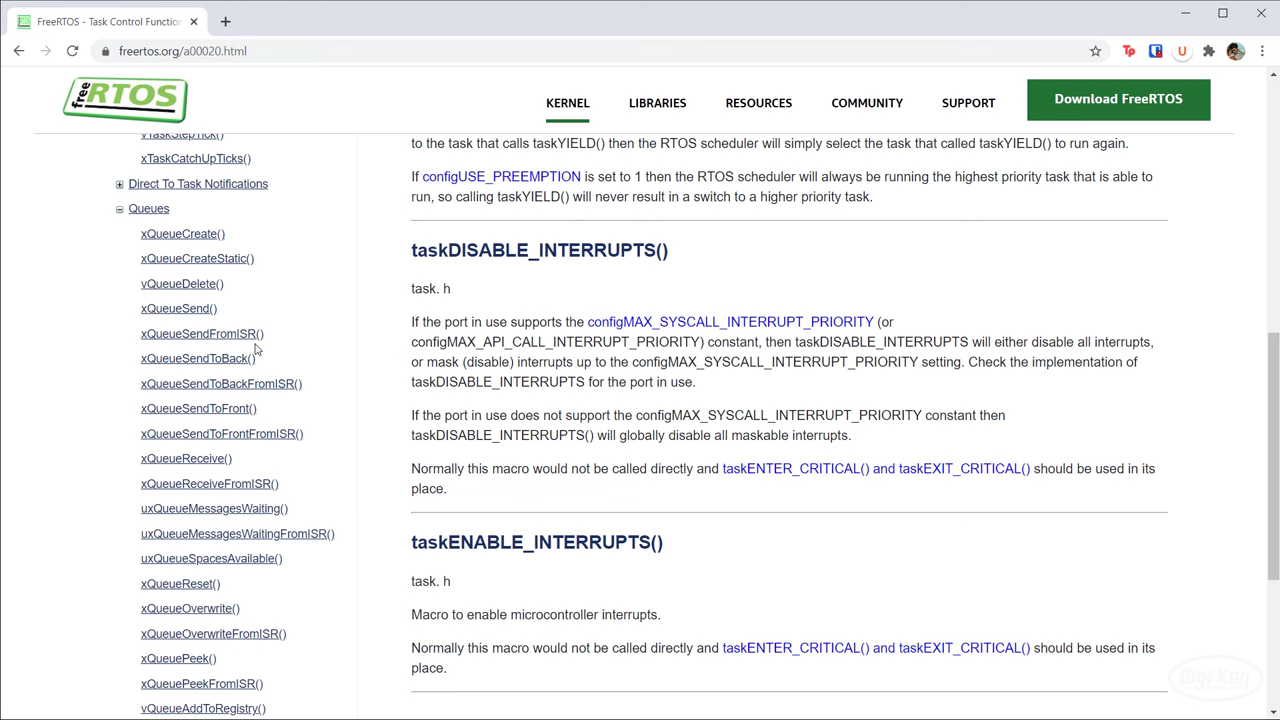 FreeRTOS - Task Control Function
freertos.org/a00020.html
free RTOS
KERNEL
LIBRARIES
RESOURCES
COMMUNITY
SUPPORT
Download FreeRTOS
vTaskStepTick()
xTaskCatchUpTicks()
Direct To Task Notifications
Queues
xQueueCreate()
xQueueCreateStatic()
vQueueDelete()
xQueueSend()
xQueueSendFromISR()
xQueueSendToBack()
xQueueSendToBackFromISR()
xQueueSendToFront()
xQueueSendToFrontFromISR()
xQueueReceive()
xQueueReceiveFromISR()
uxQueueMessagesWaiting()
uxQueueMessagesWaitingFromISR()
uxQueueSpacesAvailable()
xQueueReset()
xQueueOverwrite()
xQueueOverwriteFromISR()
xQueuePeek()
xQueuePeekFromISR()
vQueueAddToRegistry()
to the task that calls taskYIELD() then the RTOS scheduler will simply select the task that called taskYIELD() to run again.
If configUSE_PREEMPTION is set to 1 then the RTOS scheduler will always be running the highest priority task that is able to
run, so calling taskYIELD() will never result in a switch to a higher priority task.
taskDISABLE_INTERRUPTS()
task. h
If the port in use supports the configMAX_SYSCALL_INTERRUPT_PRIORITY (or
configMAX_API_CALL_INTERRUPT_PRIORITY) constant, then taskDISABLE_INTERRUPTS will either disable all interrupts,
or mask (disable) interrupts up to the configMAX_SYSCALL_INTERRUPT_PRIORITY setting. Check the implementation of
taskDISABLE_INTERRUPTS for the port in use.
If the port in use does not support the configMAX_SYSCALL_INTERRUPT_PRIORITY constant then
taskDISABLE_INTERRUPTS() will globally disable all maskable interrupts.
Normally this macro would not be called directly and taskENTER_CRITICAL() and taskEXIT_CRITICAL() should be used in its
place.
taskENABLE_INTERRUPTS()
task. h
Macro to enable microcontroller interrupts.
Normally this macro would not be called directly and taskENTER_CRITICAL() and taskEXIT_CRITICAL() should be used in its
place.
Digi-Key